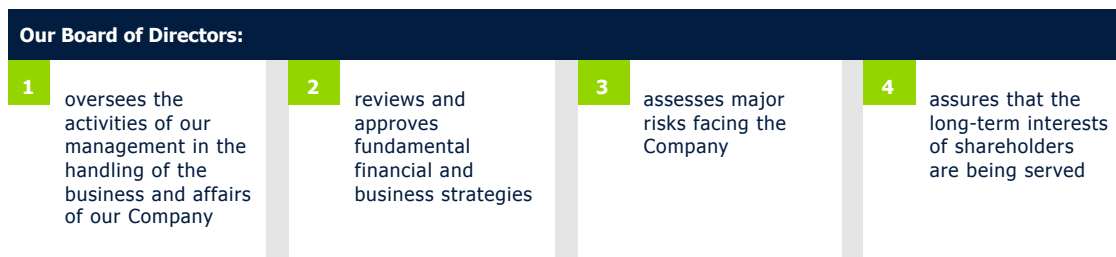 Our Board of Directors:
1
oversees the
activities of our
management in the
handling of the
business and affairs
of our Company
2
reviews and
approves
fundamental
financial and
business strategies
3
assesses major
risks facing the
Company
4
assures that the
long-term interests
of shareholders
are being served